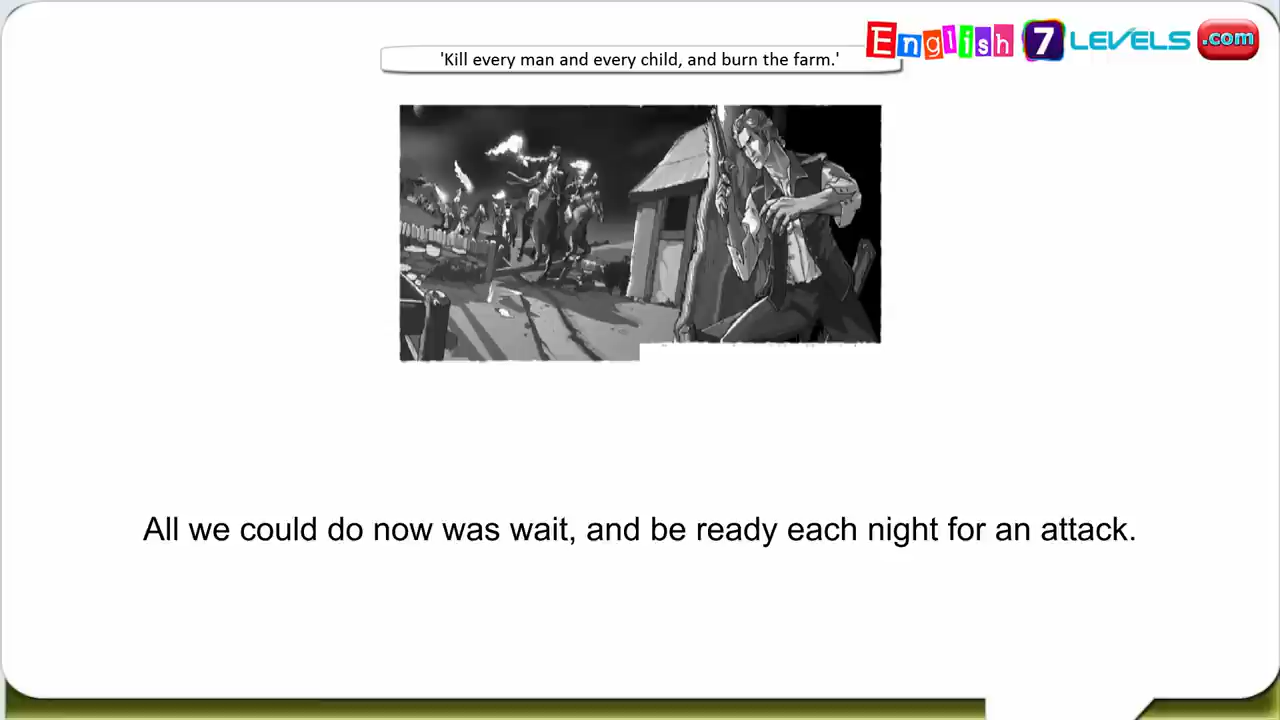 English 7 LEVELS .com
'Kill every man and every child, and burn the farm.'
All we could do now was wait, and be ready each night for an attack.